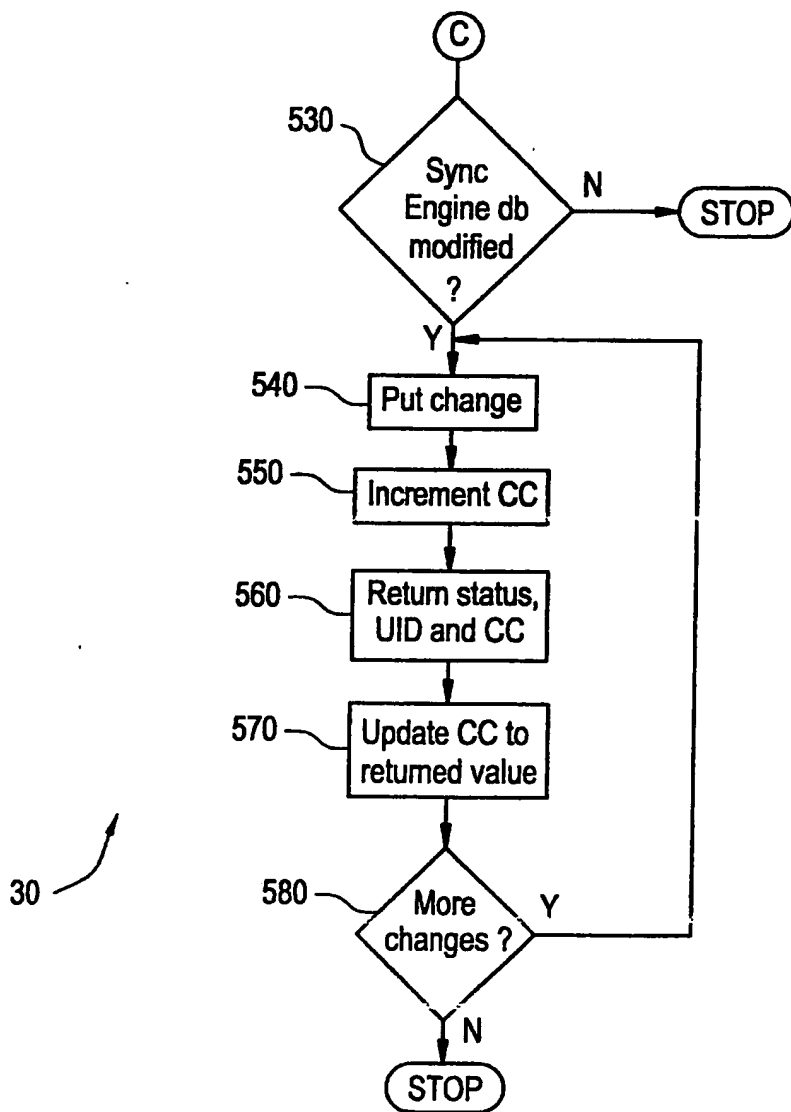 C
530
Sync
Engine db
modified
?
N
STOP
Y
540
Put change
550
Increment CC
560
Return status,
UID and CC
570
Update CC to
returned value
580
More
changes ?
Y
30
N
STOP